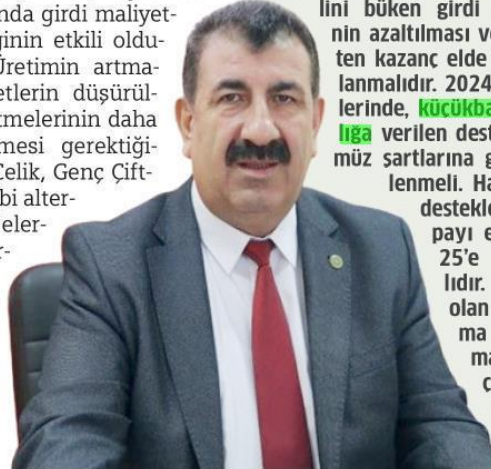 nda girdi maliyet-
ğinin etkili oldu-
Üretimin artma-
etlerin düşürül-
tmelerinin daha
mesi gerektiği-
Çelik, Genç Çift-
bi alter-
eler-
r-
lini büken girdi
nin azaltılması ve
ten kazanç elde
lanmalıdır. 2024
lerinde, küçükba
lığa verilen dest
müz şartlarına g
lenmeli. Ha
destekle
payı e
25'e
lıdır.
olan
ma
ma
ç